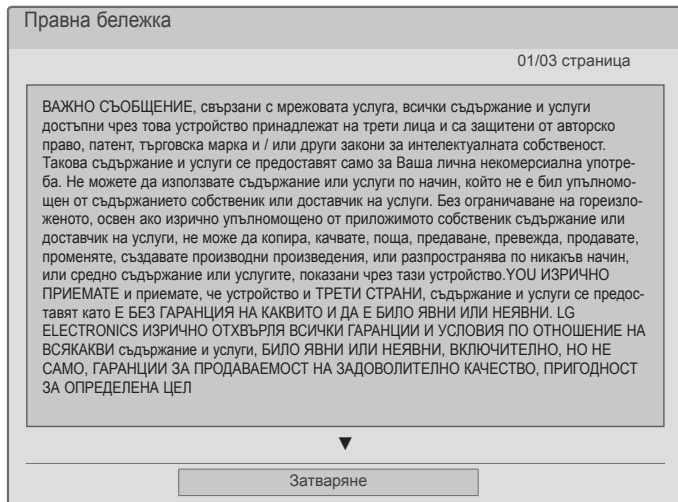 Правна бележка
01/03 страница
ВАЖНО СЪОБЩЕНИЕ, свързани с мрежовата услуга, всички съдържание и услуги
достъпни чрез това устройство принадлежат на трети лица и са защитени от авторско
право, патент, търговска марка и / или други закони за интелектуалната собственост.
Такова съдържание и услуги се предоставят само за Ваша лична некомерсиална употре-
ба. Не можете да използвате съдържание или услуги по начин, който не е бил упълномо-
щен от съдържанието собственик или доставчик на услуги. Без ограничаване на гореизло-
женото, освен ако изрично упълномощено от приложимото собственик съдържание или
доставчик на услуги, не може да копира, качвате, поща, предаване, превежда, продавате,
променяте, създавате производни произведения, или разпространява по никакъв начин,
или средно съдържание или услугите, показани чрез тази устройство.YOU ИЗРИЧНО
ПРИЕМАТЕ и приемате, че устройство и ТРЕТИ СТРАНИ, съдържание и услуги се предос-
тавят като Е БЕЗ ГАРАНЦИЯ НА КАКВИТО И ДА Е БИЛО ЯВНИ ИЛИ НЕЯВНИ. LG
ELECTRONICS ИЗРИЧНО ОТХВЪРЛЯ ВСИЧКИ ГАРАНЦИИ И УСЛОВИЯ ПО ОТНОШЕНИЕ НА
ВСЯКАКВИ съдържание и услуги, БИЛО ЯВНИ ИЛИ НЕЯВНИ, ВКЛЮЧИТЕЛНО, НО НЕ
САМО, ГАРАНЦИИ ЗА ПРОДАВАЕМОСТ НА ЗАДОВОЛИТЕЛНО КАЧЕСТВО, ПРИГОДНОСТ
ЗА ОПРЕДЕЛЕНА ЦЕЛ
Затваряне